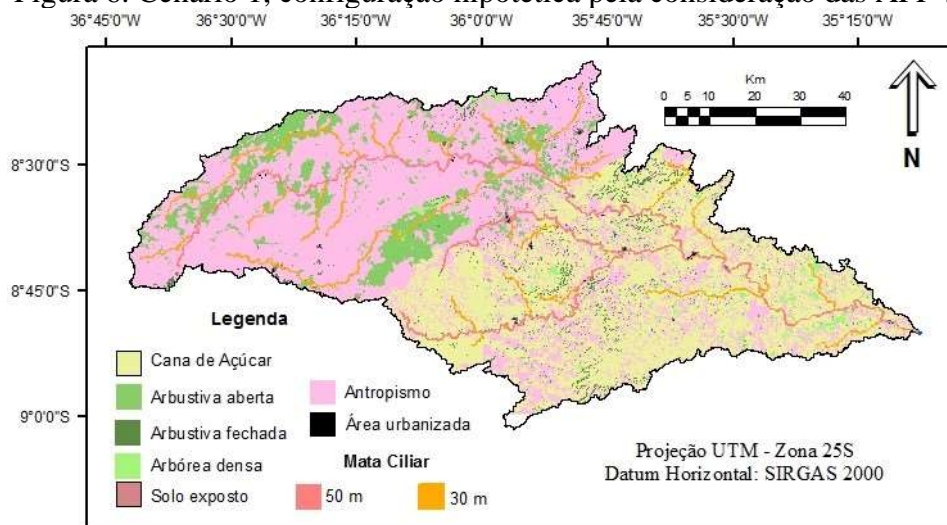 Figura 6. Cenário 1, configuração hipotética pela consideração das APP
36°45'0"W 36°30'0"W 36°15'0"W 36°0'0"W 35°45'0"W 35°30'0"W 35°15'0"W
Km
0 5 10 20 30 40
N
8°30'0"S
8°45'0"S
9°0'0"S
Legenda
Cana de Açúcar
Arbustiva aberta
Arbustiva fechada
Arbórea densa
Solo exposto
Antropismo
Área urbanizada
Mata Ciliar
50 m
30 m
Projeção UTM - Zona 25S
Datum Horizontal: SIRGAS 2000